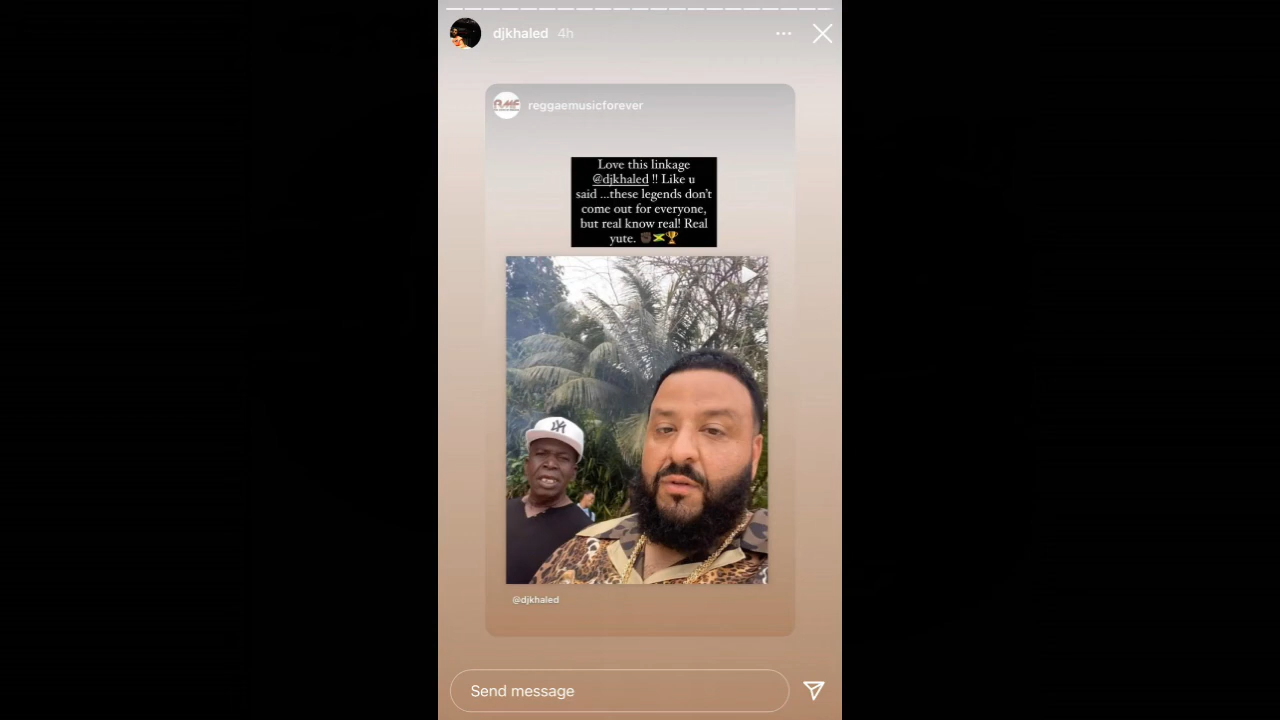 djkhaled 4h
reggaemusicforever
Love this linkage
@djkhaled !! Like u
said ...these legends don't
come out for everyone,
but real know real! Real
yute. ✊🏿🇯🇲🏆
@djkhaled
Send message